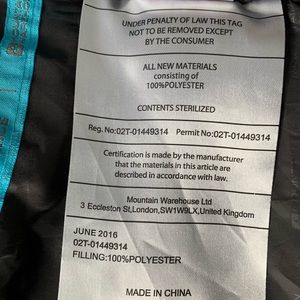 UNDER PENALTY OF LAW THIS TAG
NOT TO BE REMOVED EXCEPT
BY THE CONSUMER
ALL NEW MATERIALS
consisting of
100%POLYESTER
CONTENTS STERILIZED
Reg.No:02T-01449314 Permit No:02T-01449314
Certification is made by the manufacturer
that the materials in this article are
described in accordance with law.
Mountain Warehouse Ltd
3 Eccleston St,London,SW1W9LX,United Kingdom
JUNE 2016
02T-01449314
FILLING:100%POLYESTER
MADE IN CHINA